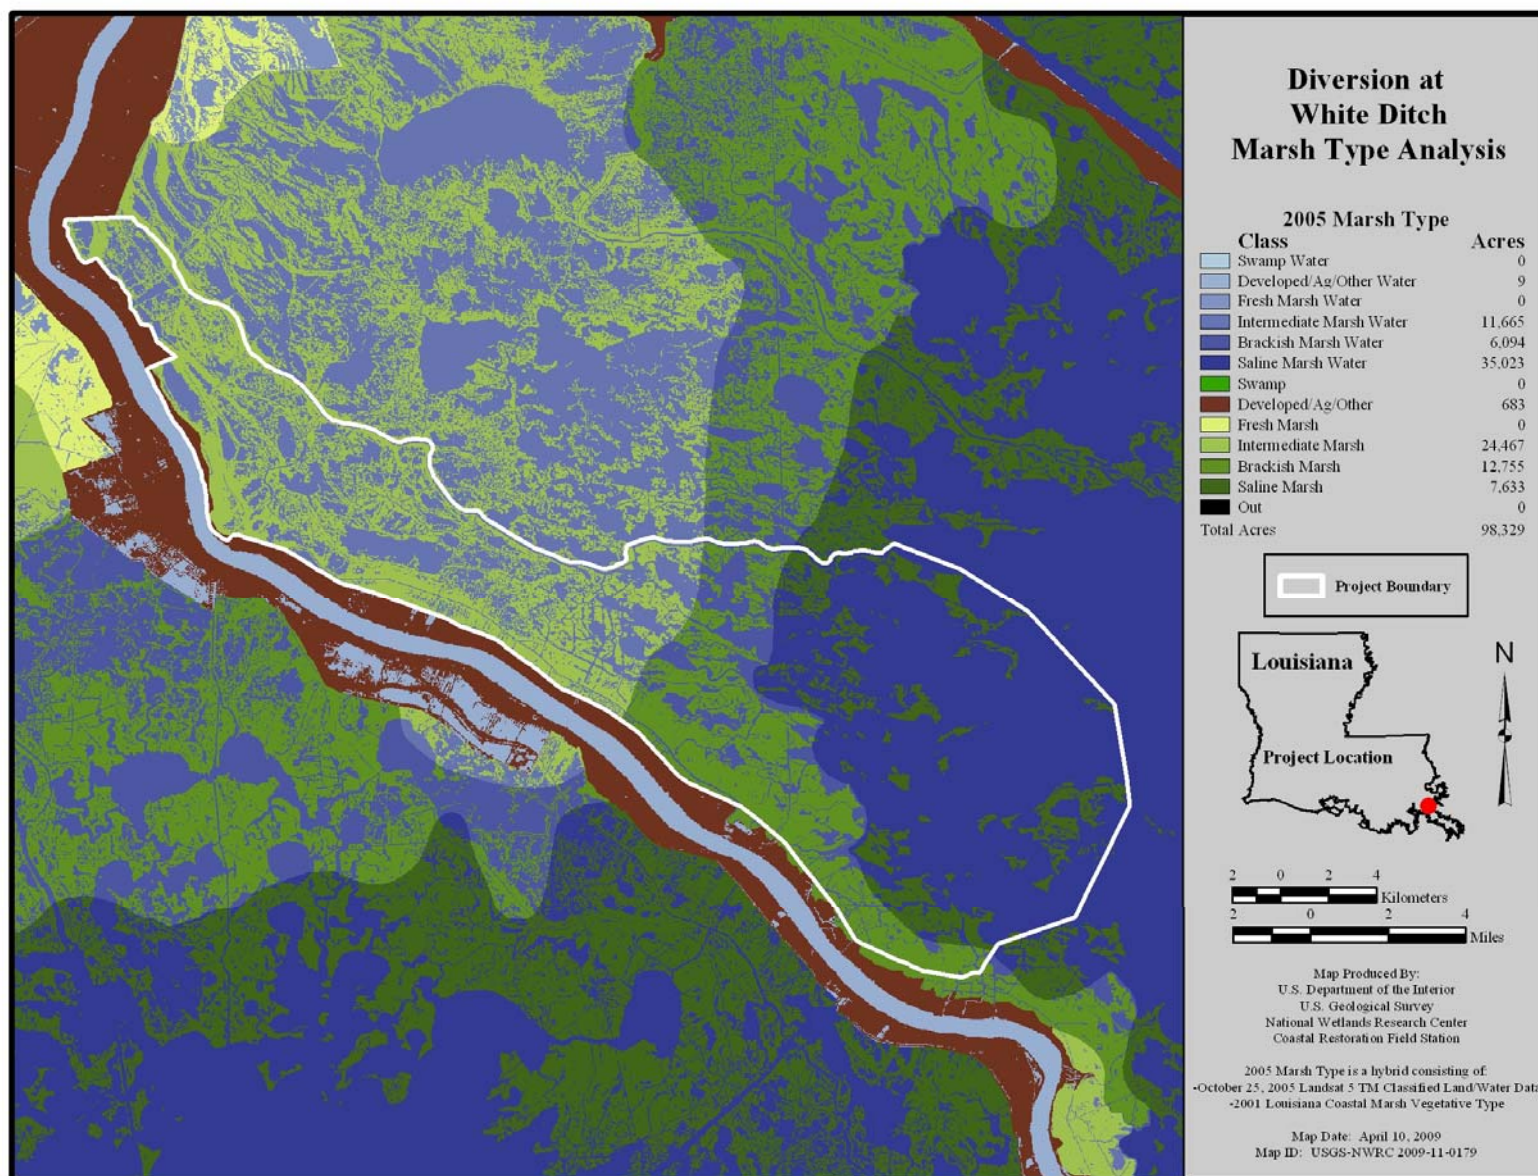 Diversion at
White Ditch
Marsh Type Analysis
2005 Marsh Type
Class Acres
Swamp Water 0
Developed/Ag/Other Water 9
Fresh Marsh Water 0
Intermediate Marsh Water 11,665
Brackish Marsh Water 6,094
Saline Marsh Water 35,023
Swamp 0
Developed/Ag/Other 683
Fresh Marsh 0
Intermediate Marsh 24,467
Brackish Marsh 12,755
Saline Marsh 7,633
Out 0
Total Acres 98,329
Project Boundary
Louisiana
N
Project Location
2 0 2 4
Kilometers
2 0 2 4
Miles
Map Produced By:
U.S. Department of the Interior
U.S. Geological Survey
National Wetlands Research Center
Coastal Restoration Field Station
2005 Marsh Type is a hybrid consisting of:
-October 25, 2005 Landsat 5 TM Classified Land/Water Data
-2001 Louisiana Coastal Marsh Vegetative Type
Map Date: April 10, 2009
Map ID: USGS-NWRC 2009-11-0179